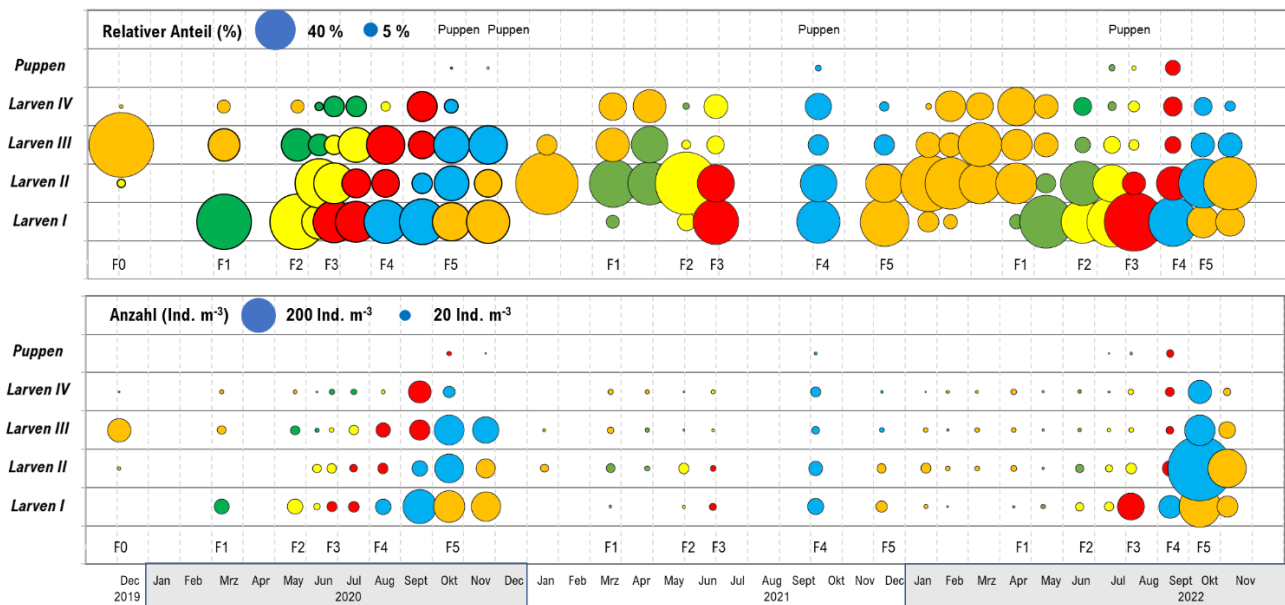 Relativer Anteil (%) 40 % 5 % Puppen Puppen Puppen Puppen
Puppen
Larven IV
Larven III
Larven II
Larven I
F0 F1 F2 F3 F4 F5 F1 F2 F3 F4 F5 F1 F2 F3 F4 F5
Anzahl (Ind. m-3) 200 Ind. m-3 20 Ind. m-3
Puppen
Larven IV
Larven III
Larven II
Larven I
F0 F1 F2 F3 F4 F5 F1 F2 F3 F4 F5 F1 F2 F3 F4 F5
Dec Jan Feb Mrz Apr May Jun Jul Aug Sept Okt Nov Dec Jan Feb Mrz Apr May Jun Jul Aug Sept Okt Nov Dec Jan Feb Mrz Apr May Jun Jul Aug Sept Okt Nov
2019 2020 2021 2022